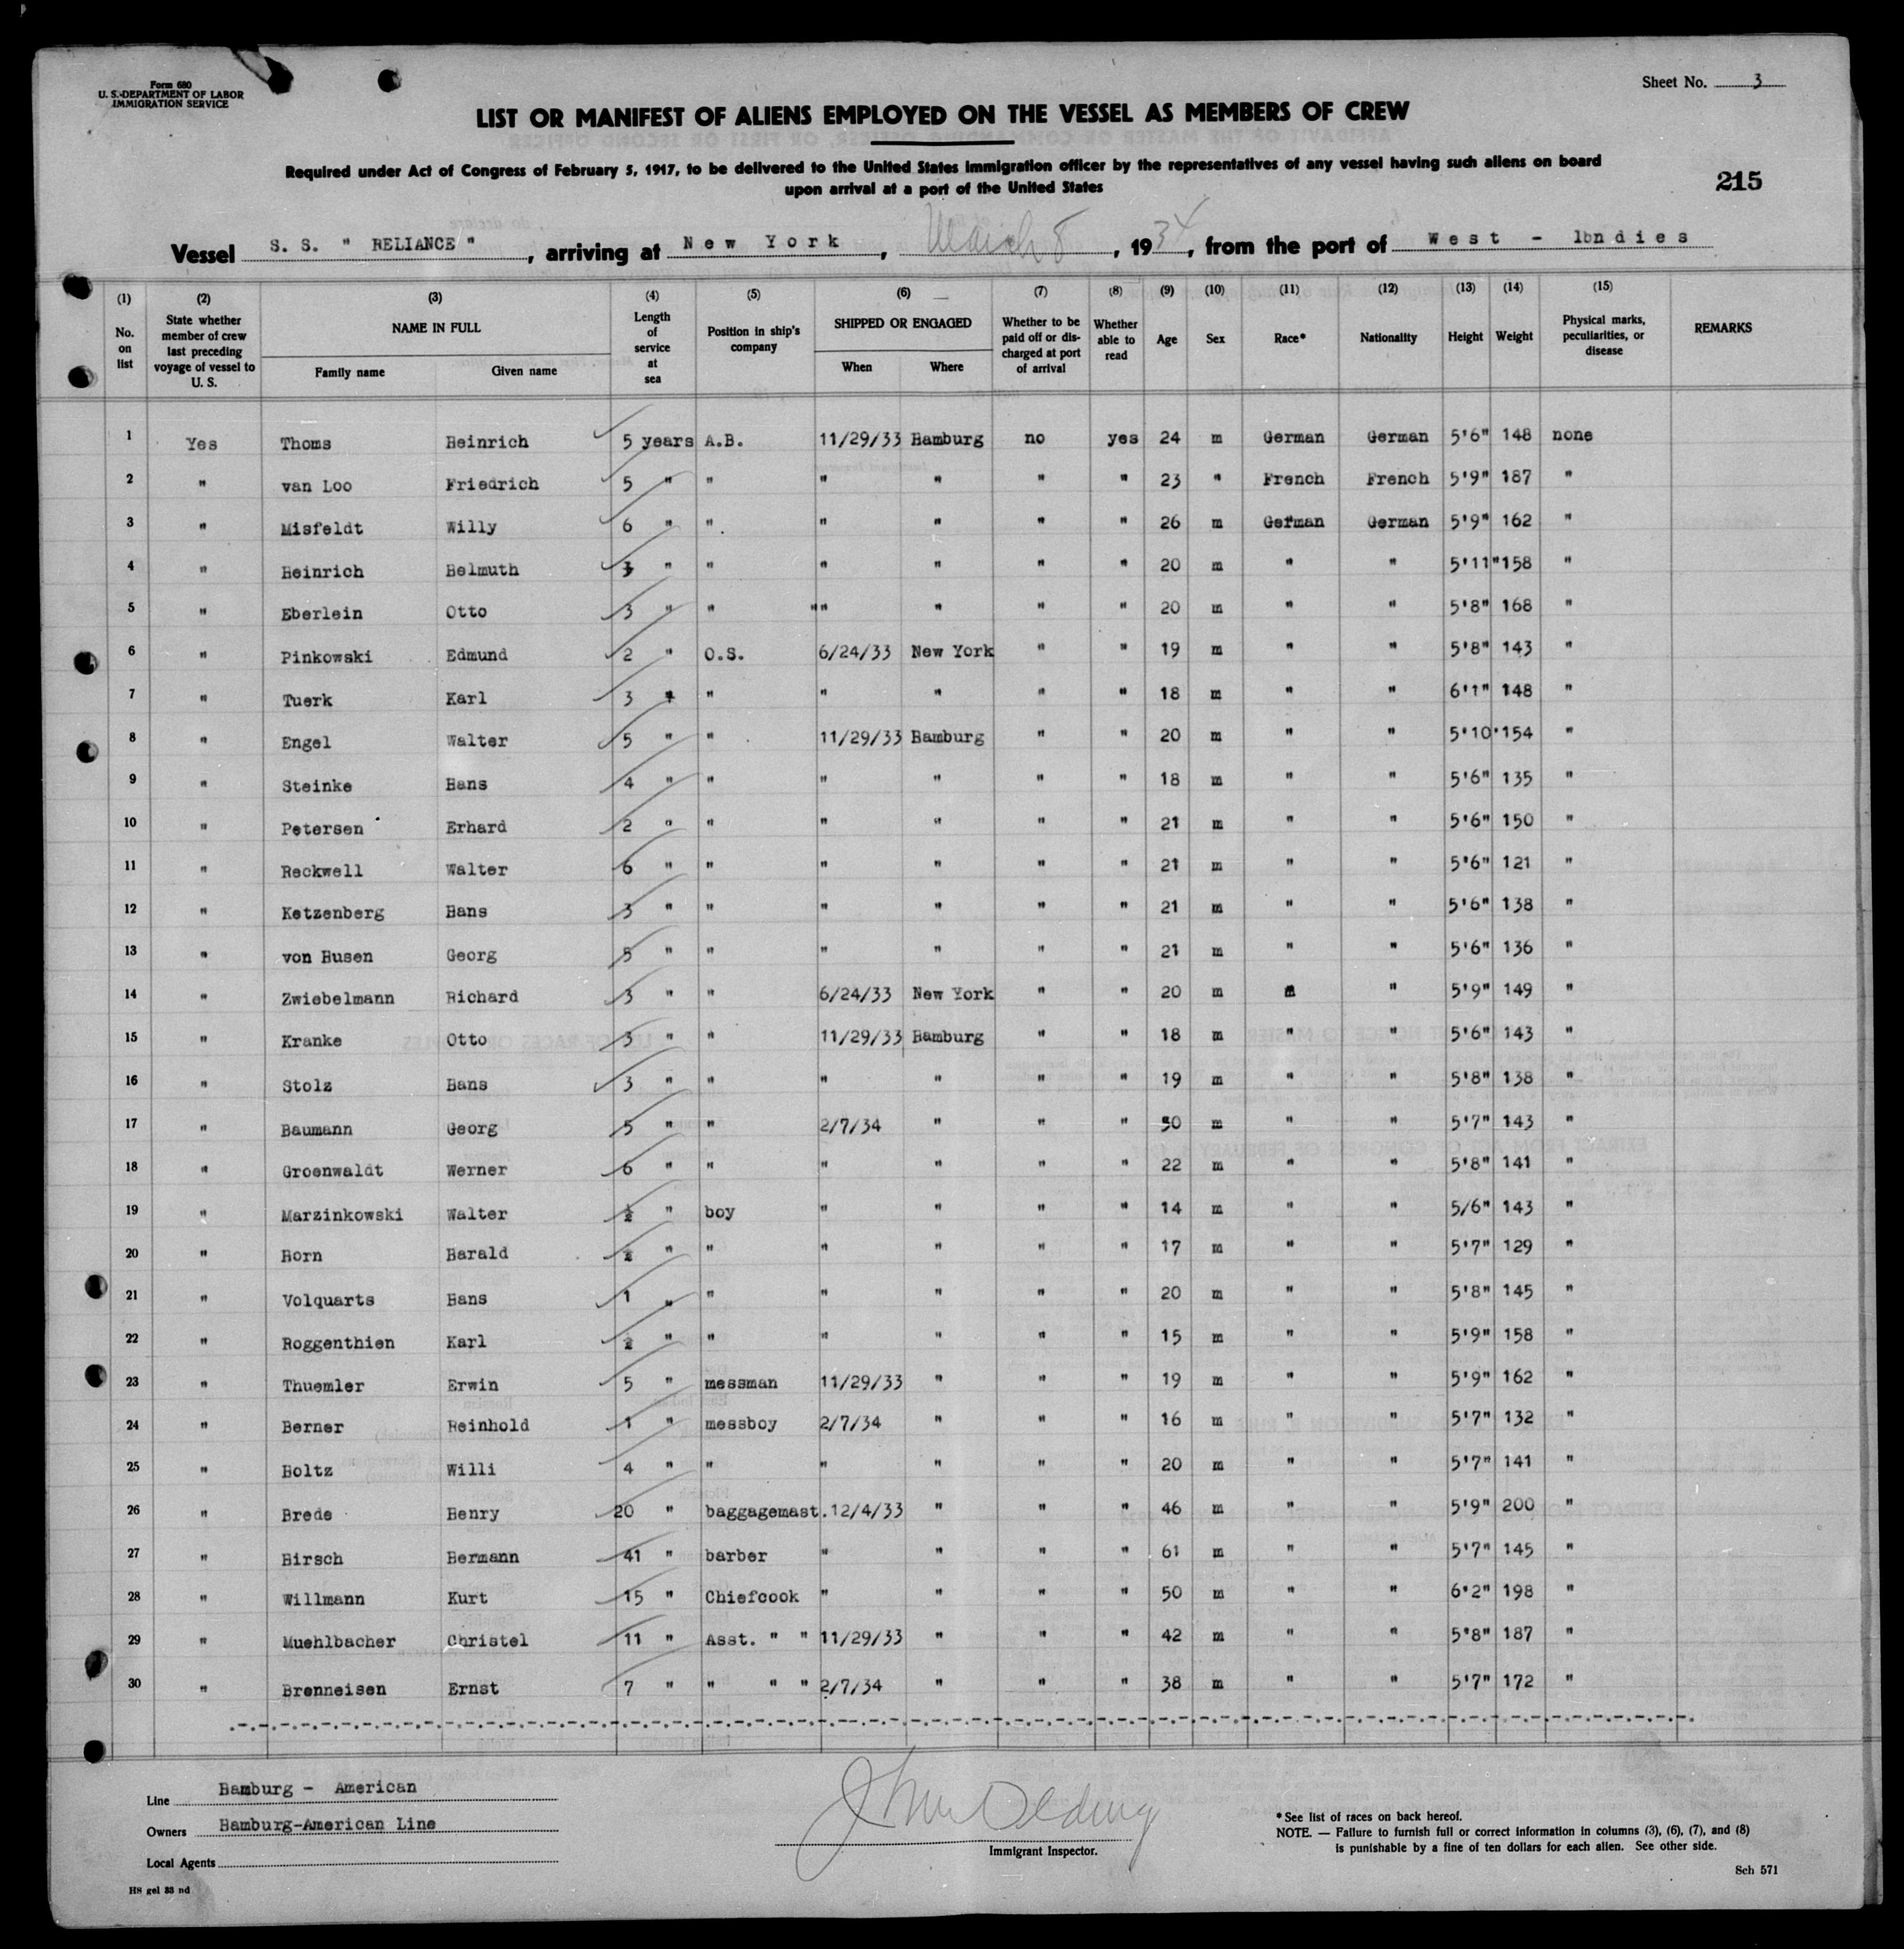 Form 680
U. S. DEPARTMENT OF LABOR
IMMIGRATION SERVICE
Sheet No. 3
LIST OR MANIFEST OF ALIENS EMPLOYED ON THE VESSEL AS MEMBERS OF CREW
Required under Act of Congress of February 5, 1917, to be delivered to the United States immigration officer by the representatives of any vessel having such aliens on board
upon arrival at a port of the United States
215
Vessel S. S. " RELIANCE ", arriving at New York, March 8, 1934, from the port of West - Ibndies
(1) (2) (3) (4) (5) (6) (7) (8) (9) (10) (11) (12) (13) (14) (15)
No. on list State whether member of crew last preceding voyage of vessel to U. S. NAME IN FULL Family name Given name Length of service at sea Position in ship's company SHIPPED OR ENGAGED When Where Whether to be paid off or discharged at port of arrival Whether able to read Age Sex Race* Nationality Height Weight Physical marks, peculiarities, or disease REMARKS
1 Yes Thoms Heinrich 5 years A.B. 11/29/33 Hamburg no yes 24 m German German 5'6" 148 none
2 " van Loo Friedrich 5 " " " " " " 23 " French French 5'9" 187 "
3 " Misfeldt Willy 6 " " " " " " 26 m German German 5'9" 162 "
4 " Heinrich Helmuth 3 " " " " " " 20 m " " 5'11" 158 "
5 " Eberlein Otto 3 " " "" " " " 20 m " " 5'8" 168 "
6 " Pinkowski Edmund 2 " O.S. 6/24/33 New York " " 19 m " " 5'8" 143 "
7 " Tuerk Karl 3 " " " " " " 18 m " " 6'1" 148 "
8 " Engel Walter 5 " " 11/29/33 Hamburg " " 20 m " " 5'10" 154 "
9 " Steinke Hans 4 " " " " " " 18 m " " 5'6" 135 "
10 " Petersen Erhard 2 " " " " " " 21 m " " 5'6" 150 "
11 " Reckwell Walter 6 " " " " " " 21 m " " 5'6" 121 "
12 " Ketzenberg Hans 3 " " " " " " 21 m " " 5'6" 138 "
13 " von Husen Georg 5 " " " " " " 21 m " " 5'6" 136 "
14 " Zwiebelmann Richard 3 " " 6/24/33 New York " " 20 m " " 5'9" 149 "
15 " Kranke Otto 3 " " 11/29/33 Hamburg " " 18 m " " 5'6" 143 "
16 " Stolz Hans 3 " " " " " " 19 m " " 5'8" 138 "
17 " Baumann Georg 5 " " 2/7/34 " " " 50 m " " 5'7" 143 "
18 " Groenwaldt Werner 6 " " " " " " 22 m " " 5'8" 141 "
19 " Marzinkowski Walter ½ " boy " " " " 14 m " " 5/6" 143 "
20 " Horn Harald " " " " " " 17 m " " 5'7" 129 "
21 " Volquarts Hans 1 " " " " " " 20 m " " 5'8" 145 "
22 " Roggenthien Karl ½ " " " " " " 15 m " " 5'9" 158 "
23 " Thuemler Erwin 5 " messman 11/29/33 " " " 19 m " " 5'9" 162 "
24 " Berner Reinhold 1 " messboy 2/7/34 " " " 16 m " " 5'7" 132 "
25 " Holtz Willi 4 " " " " " " 20 m " " 5'7" 141 "
26 " Brede Henry 20 " baggagemast. 12/4/33 " " " 46 m " " 5'9" 200 "
27 " Hirsch Hermann 41 " barber " " " " 61 m " " 5'7" 145 "
28 " Willmann Kurt 15 " Chiefcook " " " " 50 m " " 6'2" 198 "
29 " Muehlbacher Christel 11 " Asst. " " 11/29/33 " " " 42 m " " 5'8" 187 "
30 " Brenneisen Ernst 7 " " " " 2/7/34 " " " 38 m " " 5'7" 172 "
Line Hamburg - American
Owners Hamburg-American Line
Local Agents
Immigrant Inspector.
* See list of races on back hereof.
NOTE. — Failure to furnish full or correct information in columns (3), (6), (7), and (8)
is punishable by a fine of ten dollars for each alien. See other side.
HS gel 33 nd
Sch 571